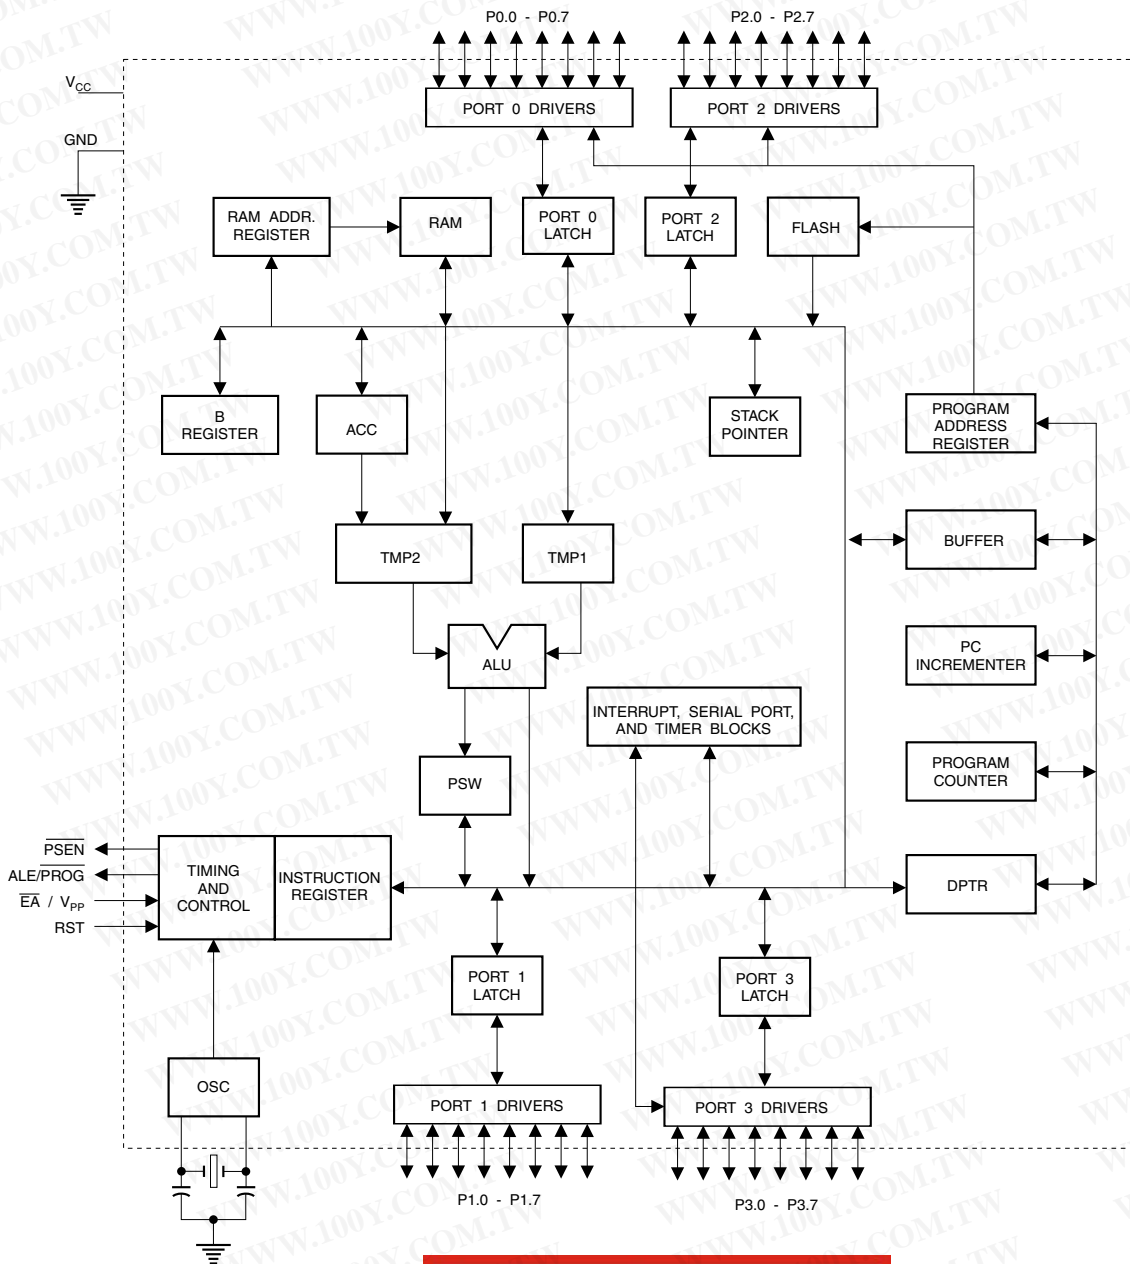 P0.0 - P0.7
P2.0 - P2.7
VCC
PORT 0 DRIVERS
PORT 2 DRIVERS
GND
RAM ADDR.
REGISTER
RAM
PORT 0
LATCH
PORT 2
LATCH
FLASH
B
REGISTER
ACC
STACK
POINTER
PROGRAM
ADDRESS
REGISTER
TMP2
TMP1
BUFFER
ALU
PC
INCREMENTER
INTERRUPT, SERIAL PORT,
AND TIMER BLOCKS
PSW
PROGRAM
COUNTER
PSEN
ALE/PROG
EA / VPP
RST
TIMING
AND
CONTROL
INSTRUCTION
REGISTER
DPTR
PORT 1
LATCH
PORT 3
LATCH
OSC
PORT 1 DRIVERS
PORT 3 DRIVERS
P1.0 - P1.7
P3.0 - P3.7
WWW.100Y.COM.TW